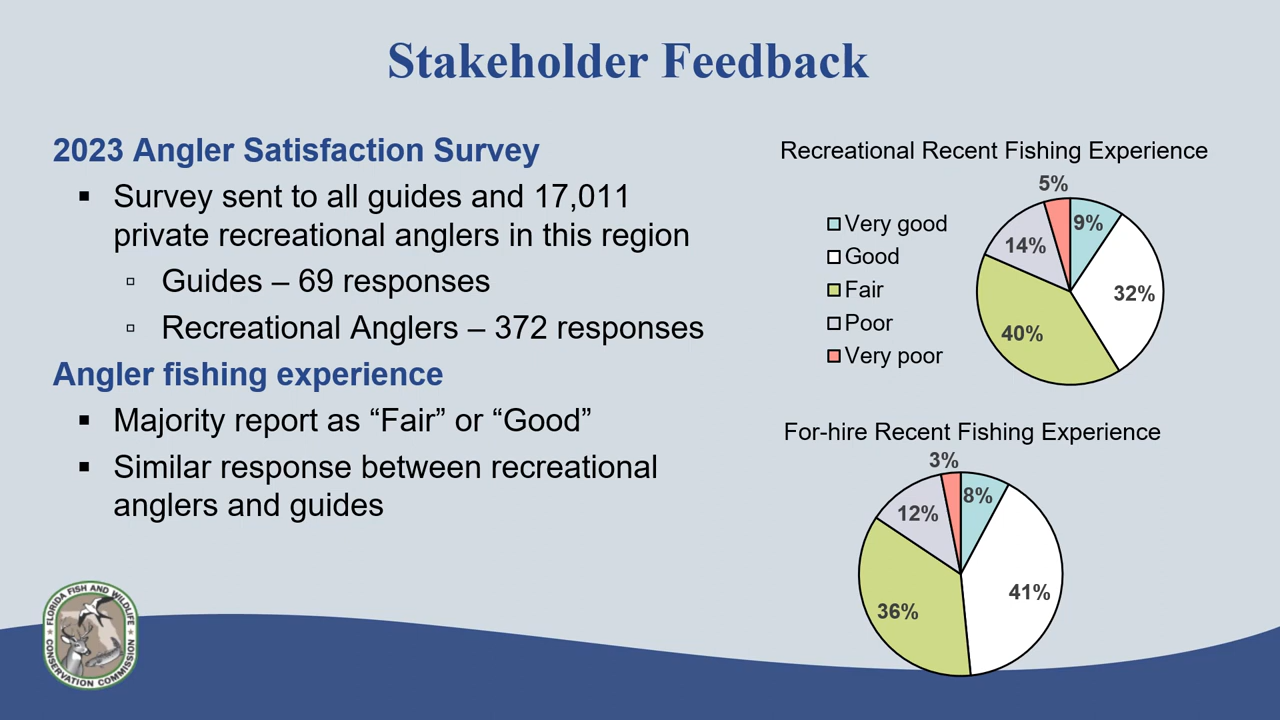 Stakeholder Feedback
2023 Angler Satisfaction Survey
▪ Survey sent to all guides and 17,011
private recreational anglers in this region
▫ Guides – 69 responses
▫ Recreational Anglers – 372 responses
Angler fishing experience
▪ Majority report as “Fair” or “Good”
▪ Similar response between recreational
anglers and guides
Recreational Recent Fishing Experience
Very good
Good
Fair
Poor
Very poor
5%
9%
14%
32%
40%
For-hire Recent Fishing Experience
3%
8%
12%
41%
36%
FLORIDA FISH AND WILDLIFE
CONSERVATION COMMISSION